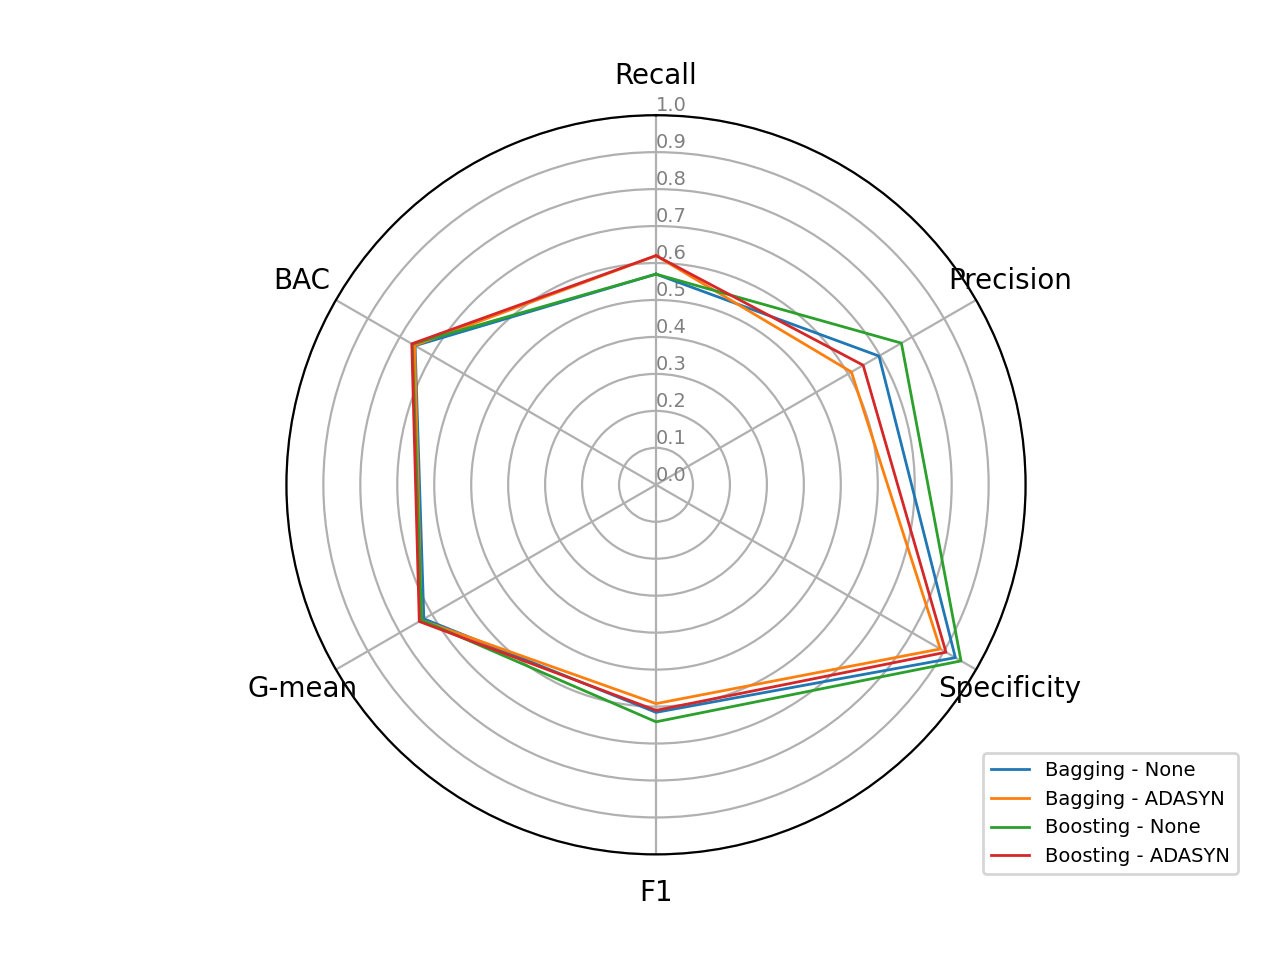 Recall
1.0
0.9
0.8
0.7
0.6
0.5
0.4
0.3
0.2
0.1
0.0
BAC
Precision
G-mean
Specificity
F1
Bagging - None
Bagging - ADASYN
Boosting - None
Boosting - ADASYN